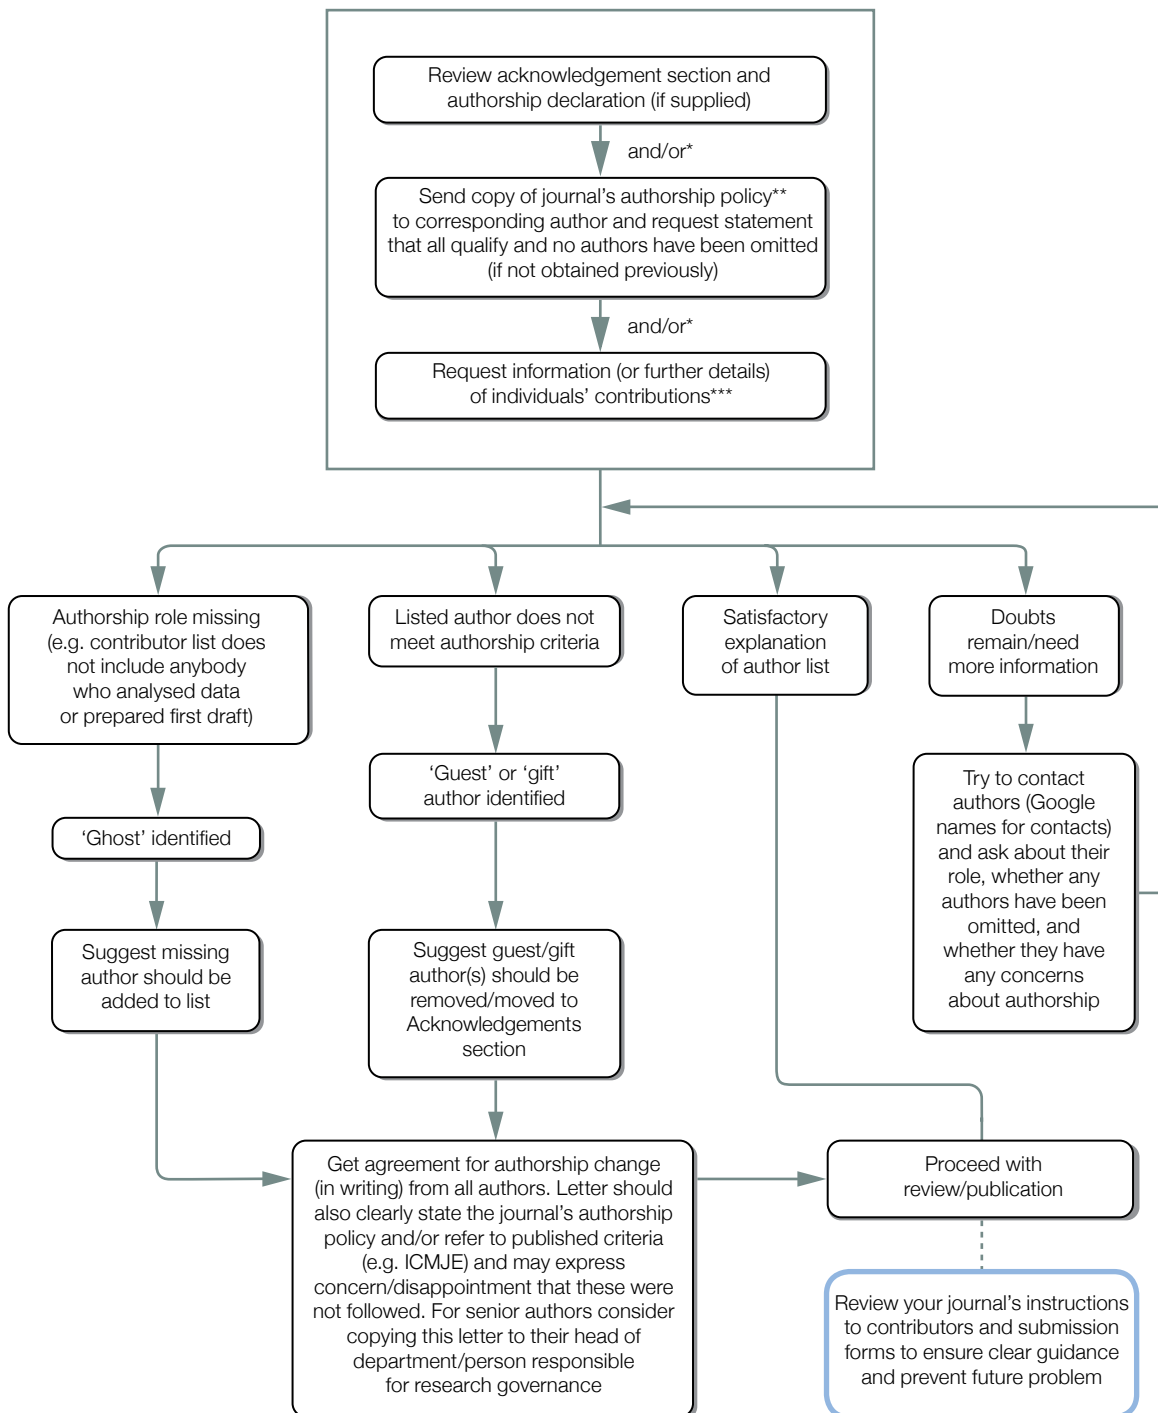 Review acknowledgement section and
authorship declaration (if supplied)
and/or*
Send copy of journal’s authorship policy**
to corresponding author and request statement
that all qualify and no authors have been omitted
(if not obtained previously)
and/or*
Request information (or further details)
of individuals’ contributions***
Authorship role missing
(e.g. contributor list does
not include anybody
who analysed data
or prepared first draft)
Listed author does not
meet authorship criteria
Satisfactory
explanation
of author list
Doubts
remain/need
more information
‘Ghost’ identified
‘Guest’ or ‘gift’
author identified
Try to contact
authors (Google
names for contacts)
and ask about their
role, whether any
authors have been
omitted, and
whether they have
any concerns
about authorship
Suggest missing
author should be
added to list
Suggest guest/gift
author(s) should be
removed/moved to
Acknowledgements
section
Get agreement for authorship change
(in writing) from all authors. Letter should
also clearly state the journal’s authorship
policy and/or refer to published criteria
(e.g. ICMJE) and may express
concern/disappointment that these were
not followed. For senior authors consider
copying this letter to their head of
department/person responsible
for research governance
Proceed with
review/publication
Review your journal’s instructions
to contributors and submission
forms to ensure clear guidance
and prevent future problem